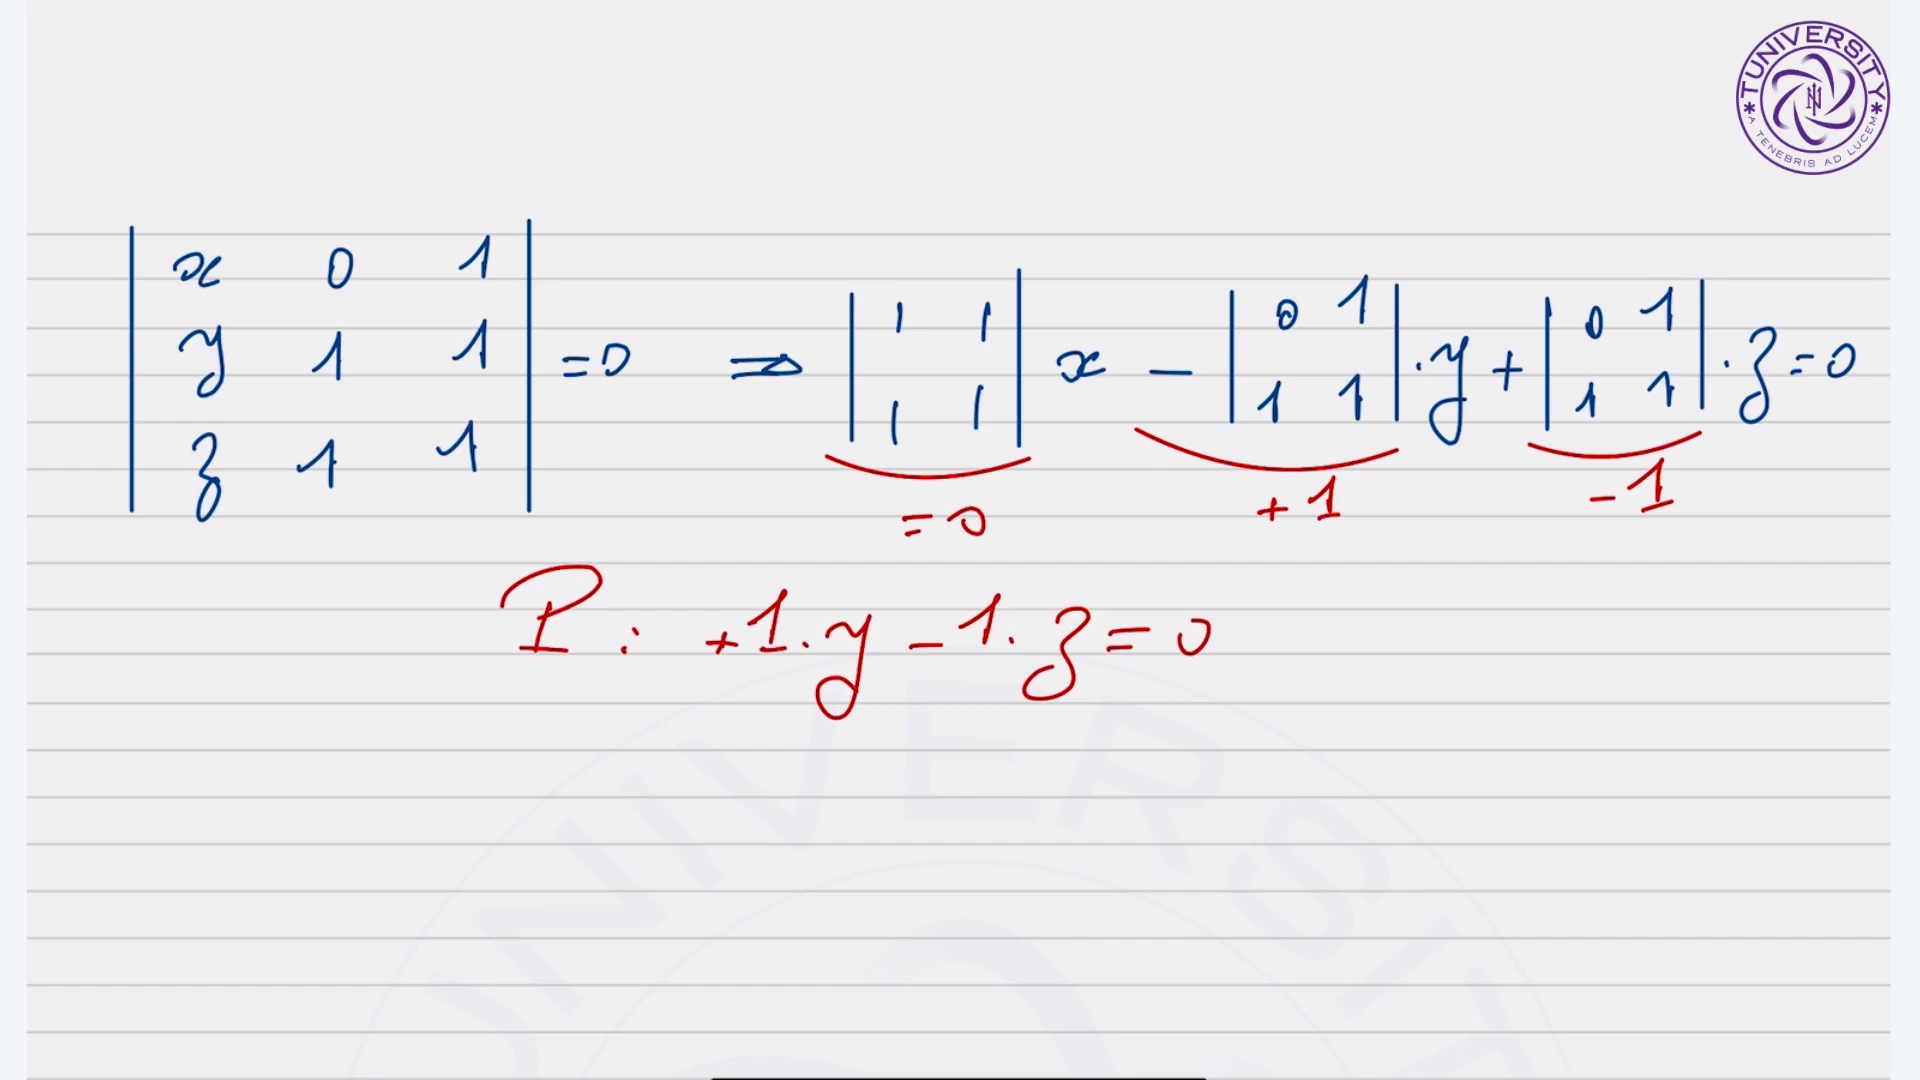 TUNIVERSITY
A TENEBRIS AD LUCEM
| x 0 1 |
| y 1 1 | = 0 ⇒ | 1 1 ; 1 1 | x − | 0 1 ; 1 1 | · y + | 0 1 ; 1 1 | · z = 0
| z 1 1 |
= 0 + 1 − 1
P : + 1 · y − 1 · z = 0
UNIVERSIT